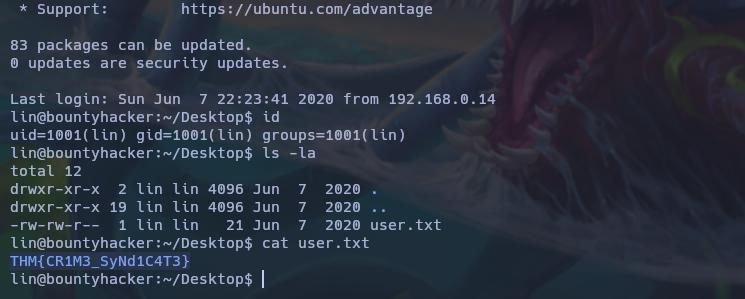 * Support:        https://ubuntu.com/advantage
83 packages can be updated.
0 updates are security updates.
Last login: Sun Jun  7 22:23:41 2020 from 192.168.0.14
lin@bountyhacker:~/Desktop$ id
uid=1001(lin) gid=1001(lin) groups=1001(lin)
lin@bountyhacker:~/Desktop$ ls -la
total 12
drwxr-xr-x  2 lin lin 4096 Jun  7  2020 .
drwxr-xr-x 19 lin lin 4096 Jun  7  2020 ..
-rw-rw-r--  1 lin lin   21 Jun  7  2020 user.txt
lin@bountyhacker:~/Desktop$ cat user.txt
THM{CR1M3_SyNd1C4T3}
lin@bountyhacker:~/Desktop$